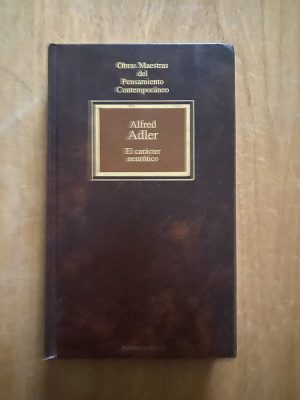 Obras Maestras
del
Pensamiento
Contemporáneo
Alfred
Adler
El carácter
neurótico